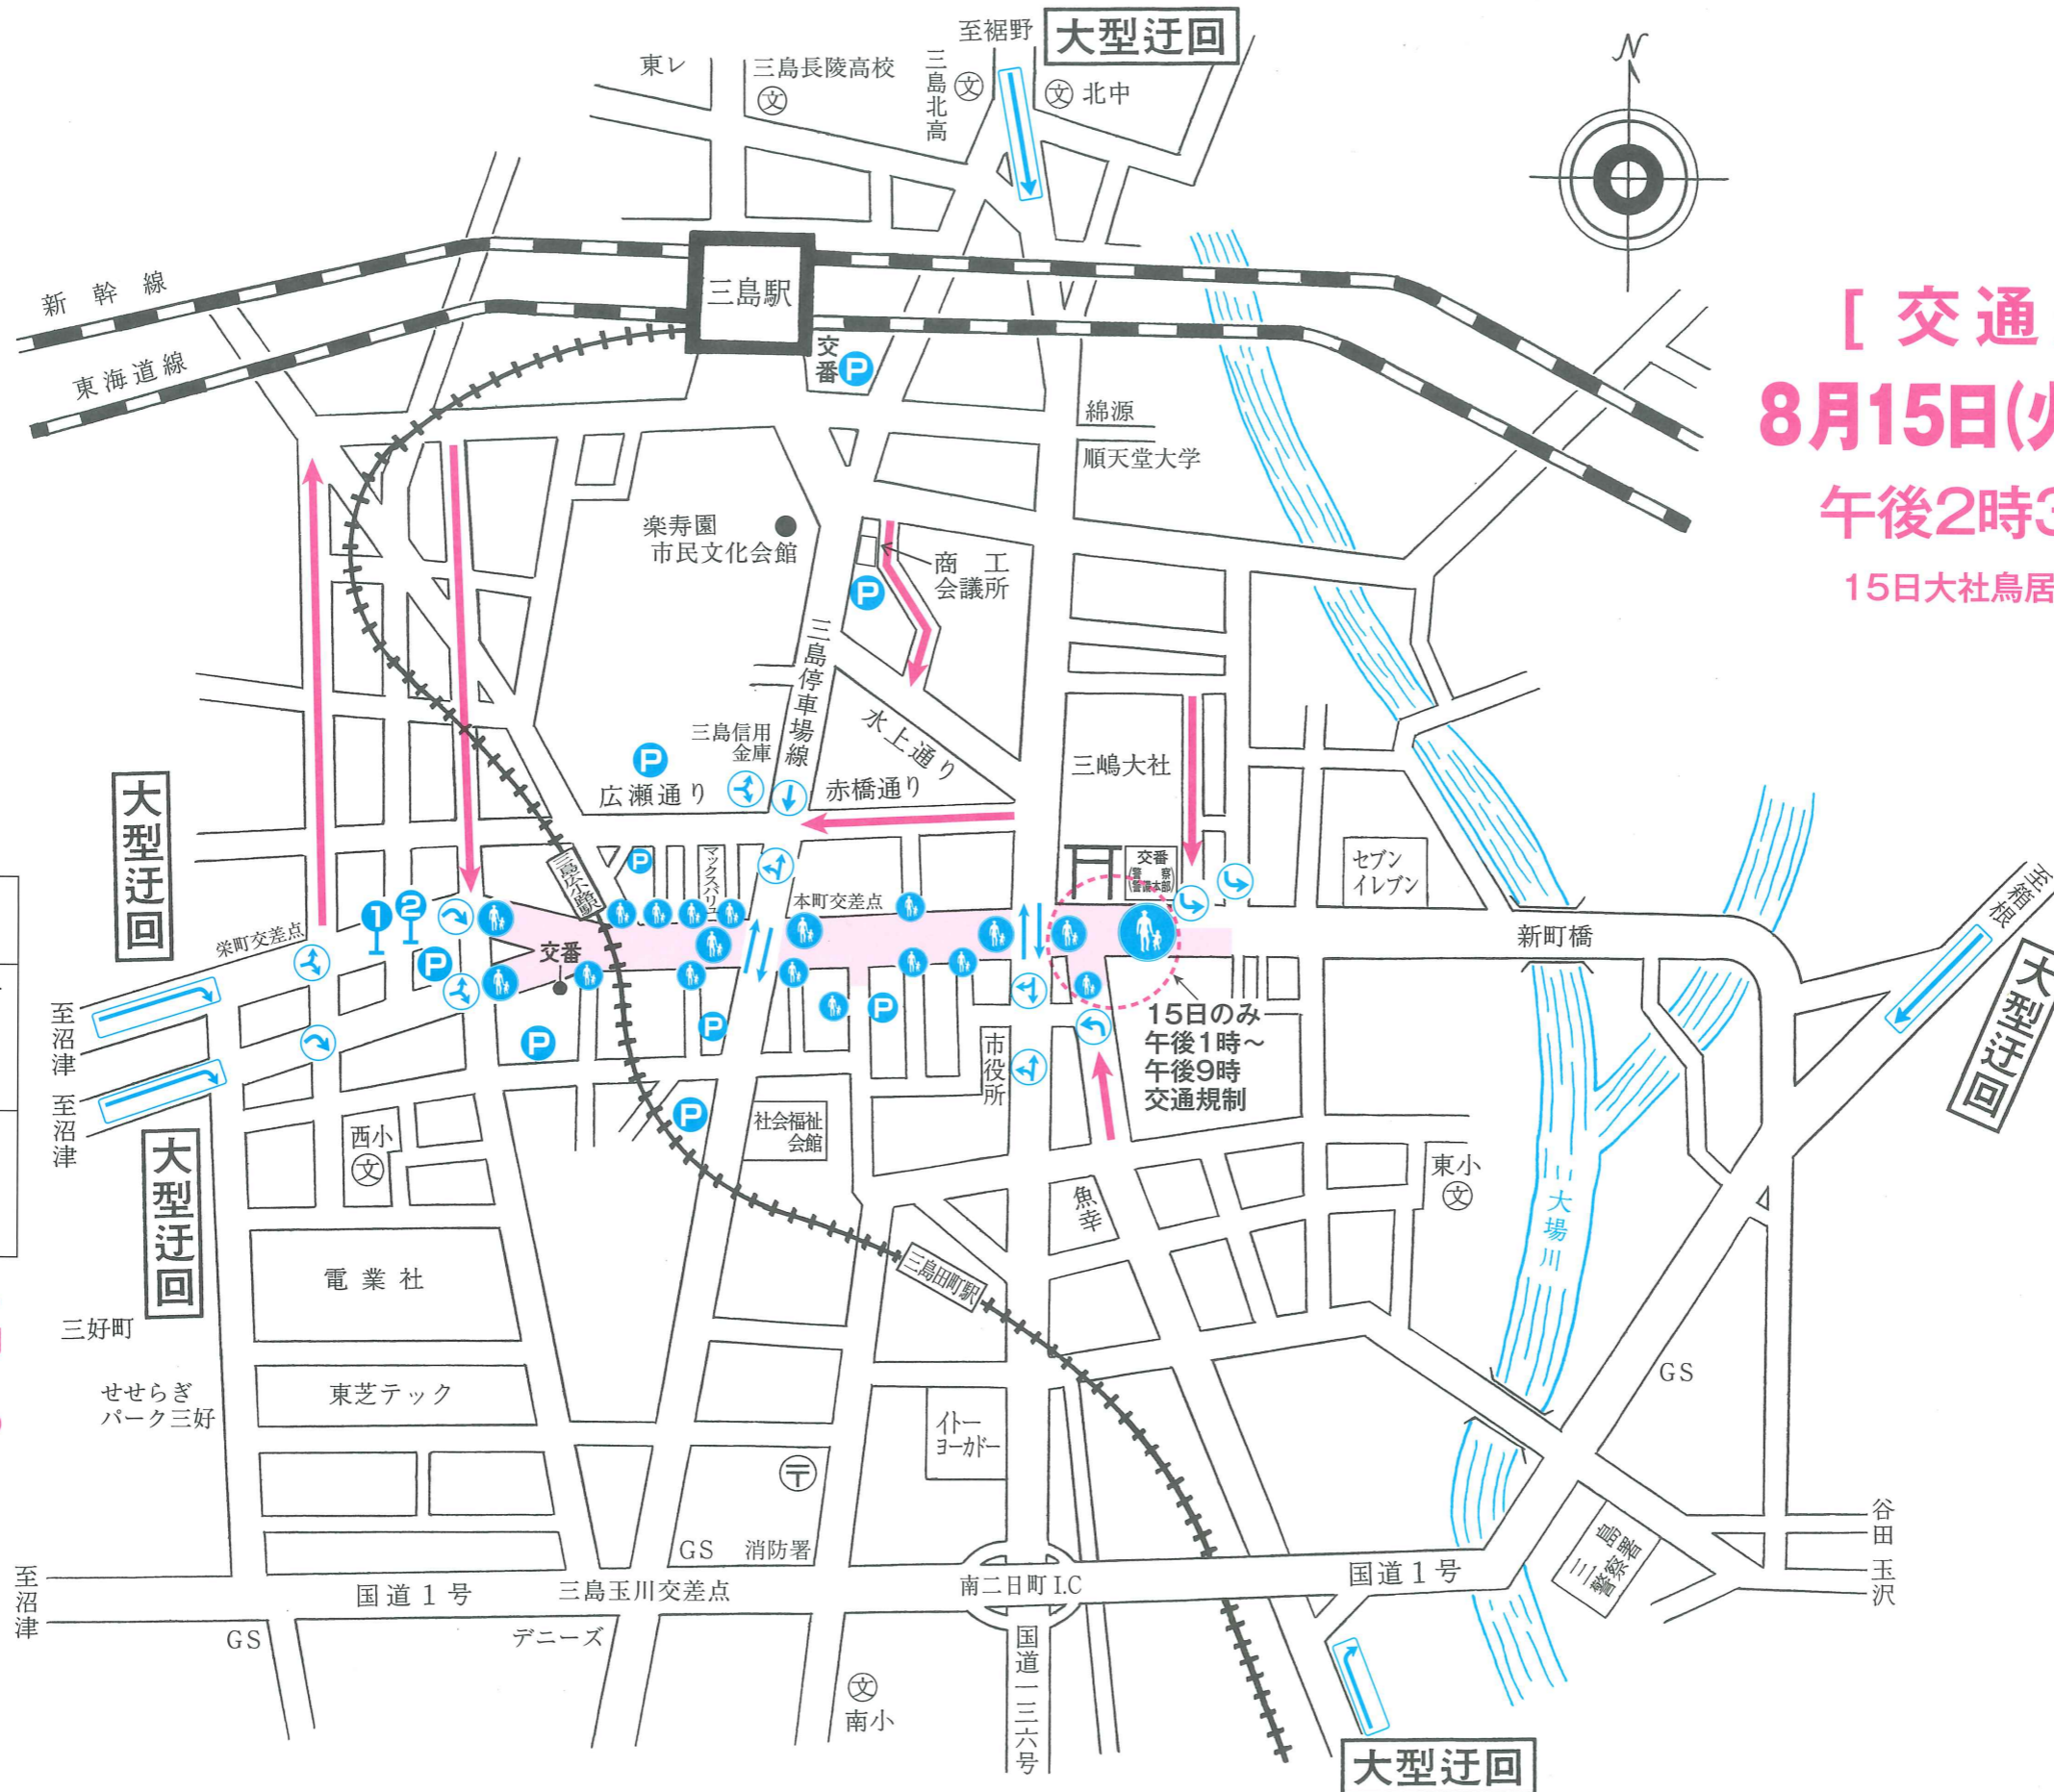 大型迂回
至裾野
東レ
三島長陵高校
文
三島北高
文
文 北中
N
三島駅
新幹線
東海道線
交番
P
[ 交 通
8月15日(火
午後2時3
15日大社鳥居
綿源
順天堂大学
楽寿園
市民文化会館
商工
会議所
P
三島停車場線
水上通り
三島信用
金庫
P
広瀬通り
赤橋通り
三嶋大社
大型迂回
三島広小路駅
P
マックスバリュ
本町交差点
交番
警察
警備本部
セブン
イレブン
至箱根
大型迂回
栄町交差点
1
2
P
交番
新町橋
至沼津
至沼津
P
P
P
市役所
15日のみ
午後1時～
午後9時
交通規制
P
社会福祉
会館
西小
文
大型迂回
魚幸
東小
文
大場川
電業社
三島田町駅
三好町
せせらぎ
パーク三好
東芝テック
イトー
ヨーカドー
GS
〒
GS
消防署
至沼津
国道1号
三島玉川交差点
南二日町I.C
国道1号
三島警察署
谷田
玉沢
GS
デニーズ
国道一三六号
文
南小
大型迂回